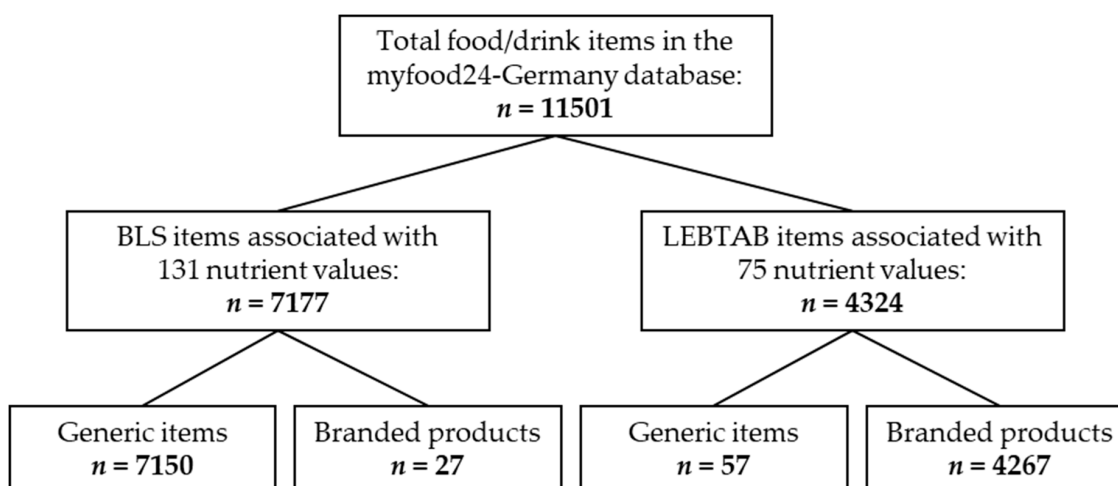 Total food/drink items in the
myfood24-Germany database:
n = 11501
BLS items associated with
131 nutrient values:
n = 7177
LEBTAB items associated with
75 nutrient values:
n = 4324
Generic items
n = 7150
Branded products
n = 27
Generic items
n = 57
Branded products
n = 4267